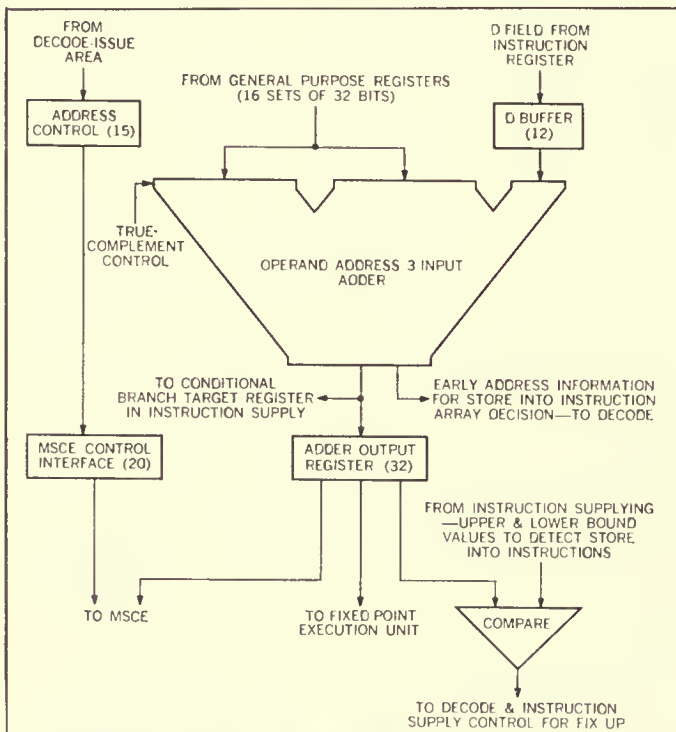 FROM
DECODE-ISSUE
AREA
ADDRESS
CONTROL (15)
FROM GENERAL PURPOSE REGISTERS
(16 SETS OF 32 BITS)
D FIELD FROM
INSTRUCTION
REGISTER
D BUFFER
(12)
TRUE-
COMPLEMENT
CONTROL
OPERAND ADDRESS 3 INPUT
ADDER
TO CONDITIONAL
BRANCH TARGET REGISTER
IN INSTRUCTION SUPPLY
EARLY ADDRESS INFORMATION
FOR STORE INTO INSTRUCTION
ARRAY DECISION—TO DECODE
MSCE CONTROL
INTERFACE (20)
ADDER OUTPUT
REGISTER (32)
FROM INSTRUCTION SUPPLYING
—UPPER & LOWER BOUND
VALUES TO DETECT STORE
INTO INSTRUCTIONS
TO MSCE
TO FIXED POINT
EXECUTION UNIT
COMPARE
TO DECODE & INSTRUCTION
SUPPLY CONTROL FOR FIX UP